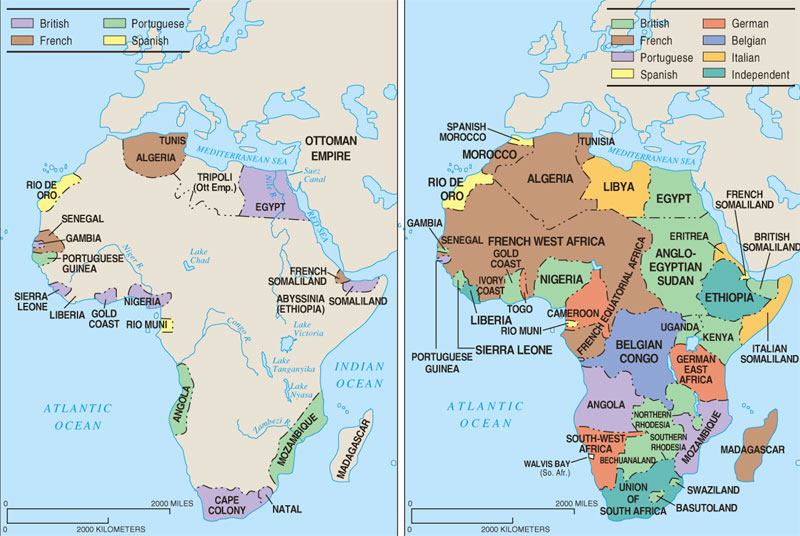 British
French
Portuguese
Spanish
OTTOMAN
EMPIRE
MEDITERRANEAN SEA
TUNIS
ALGERIA
TRIPOLI
(Ott Emp.)
Suez
Canal
Nile R.
EGYPT
RED SEA
RIO DE
ORO
SENEGAL
GAMBIA
PORTUGUESE
GUINEA
Niger R.
Lake
Chad
FRENCH
SOMALILAND
SIERRA
LEONE
LIBERIA
GOLD
COAST
NIGERIA
RIO MUNI
ABYSSINIA
(ETHIOPIA)
SOMALILAND
Congo R.
Lake
Victoria
Lake
Tanganyika
Lake
Nyasa
INDIAN
OCEAN
ATLANTIC
OCEAN
ANGOLA
Zambezi R.
MOZAMBIQUE
MADAGASCAR
CAPE
COLONY
NATAL
0
2000 MILES
0
2000 KILOMETERS
British
French
Portuguese
Spanish
German
Belgian
Italian
Independent
SPANISH
MOROCCO
MOROCCO
TUNISIA
MEDITERRANEAN SEA
RIO DE
ORO
ALGERIA
LIBYA
EGYPT
FRENCH
SOMALILAND
GAMBIA
SENEGAL
FRENCH WEST AFRICA
GOLD
COAST
IVORY
COAST
NIGERIA
FRENCH EQUATORIAL AFRICA
ANGLO-
EGYPTIAN
SUDAN
ERITREA
BRITISH
SOMALILAND
ETHIOPIA
TOGO
LIBERIA
CAMEROON
RIO MUNI
SIERRA LEONE
PORTUGUESE
GUINEA
UGANDA
KENYA
ITALIAN
SOMALILAND
BELGIAN
CONGO
GERMAN
EAST
AFRICA
INDIAN
OCEAN
ATLANTIC
OCEAN
ANGOLA
NORTHERN
RHODESIA
SOUTHERN
RHODESIA
MOZAMBIQUE
MADAGASCAR
SOUTH-WEST
AFRICA
BECHUANALAND
WALVIS BAY
(So. Afr.)
UNION
OF
SOUTH AFRICA
SWAZILAND
BASUTOLAND
0
2000 MILES
0
2000 KILOMETERS